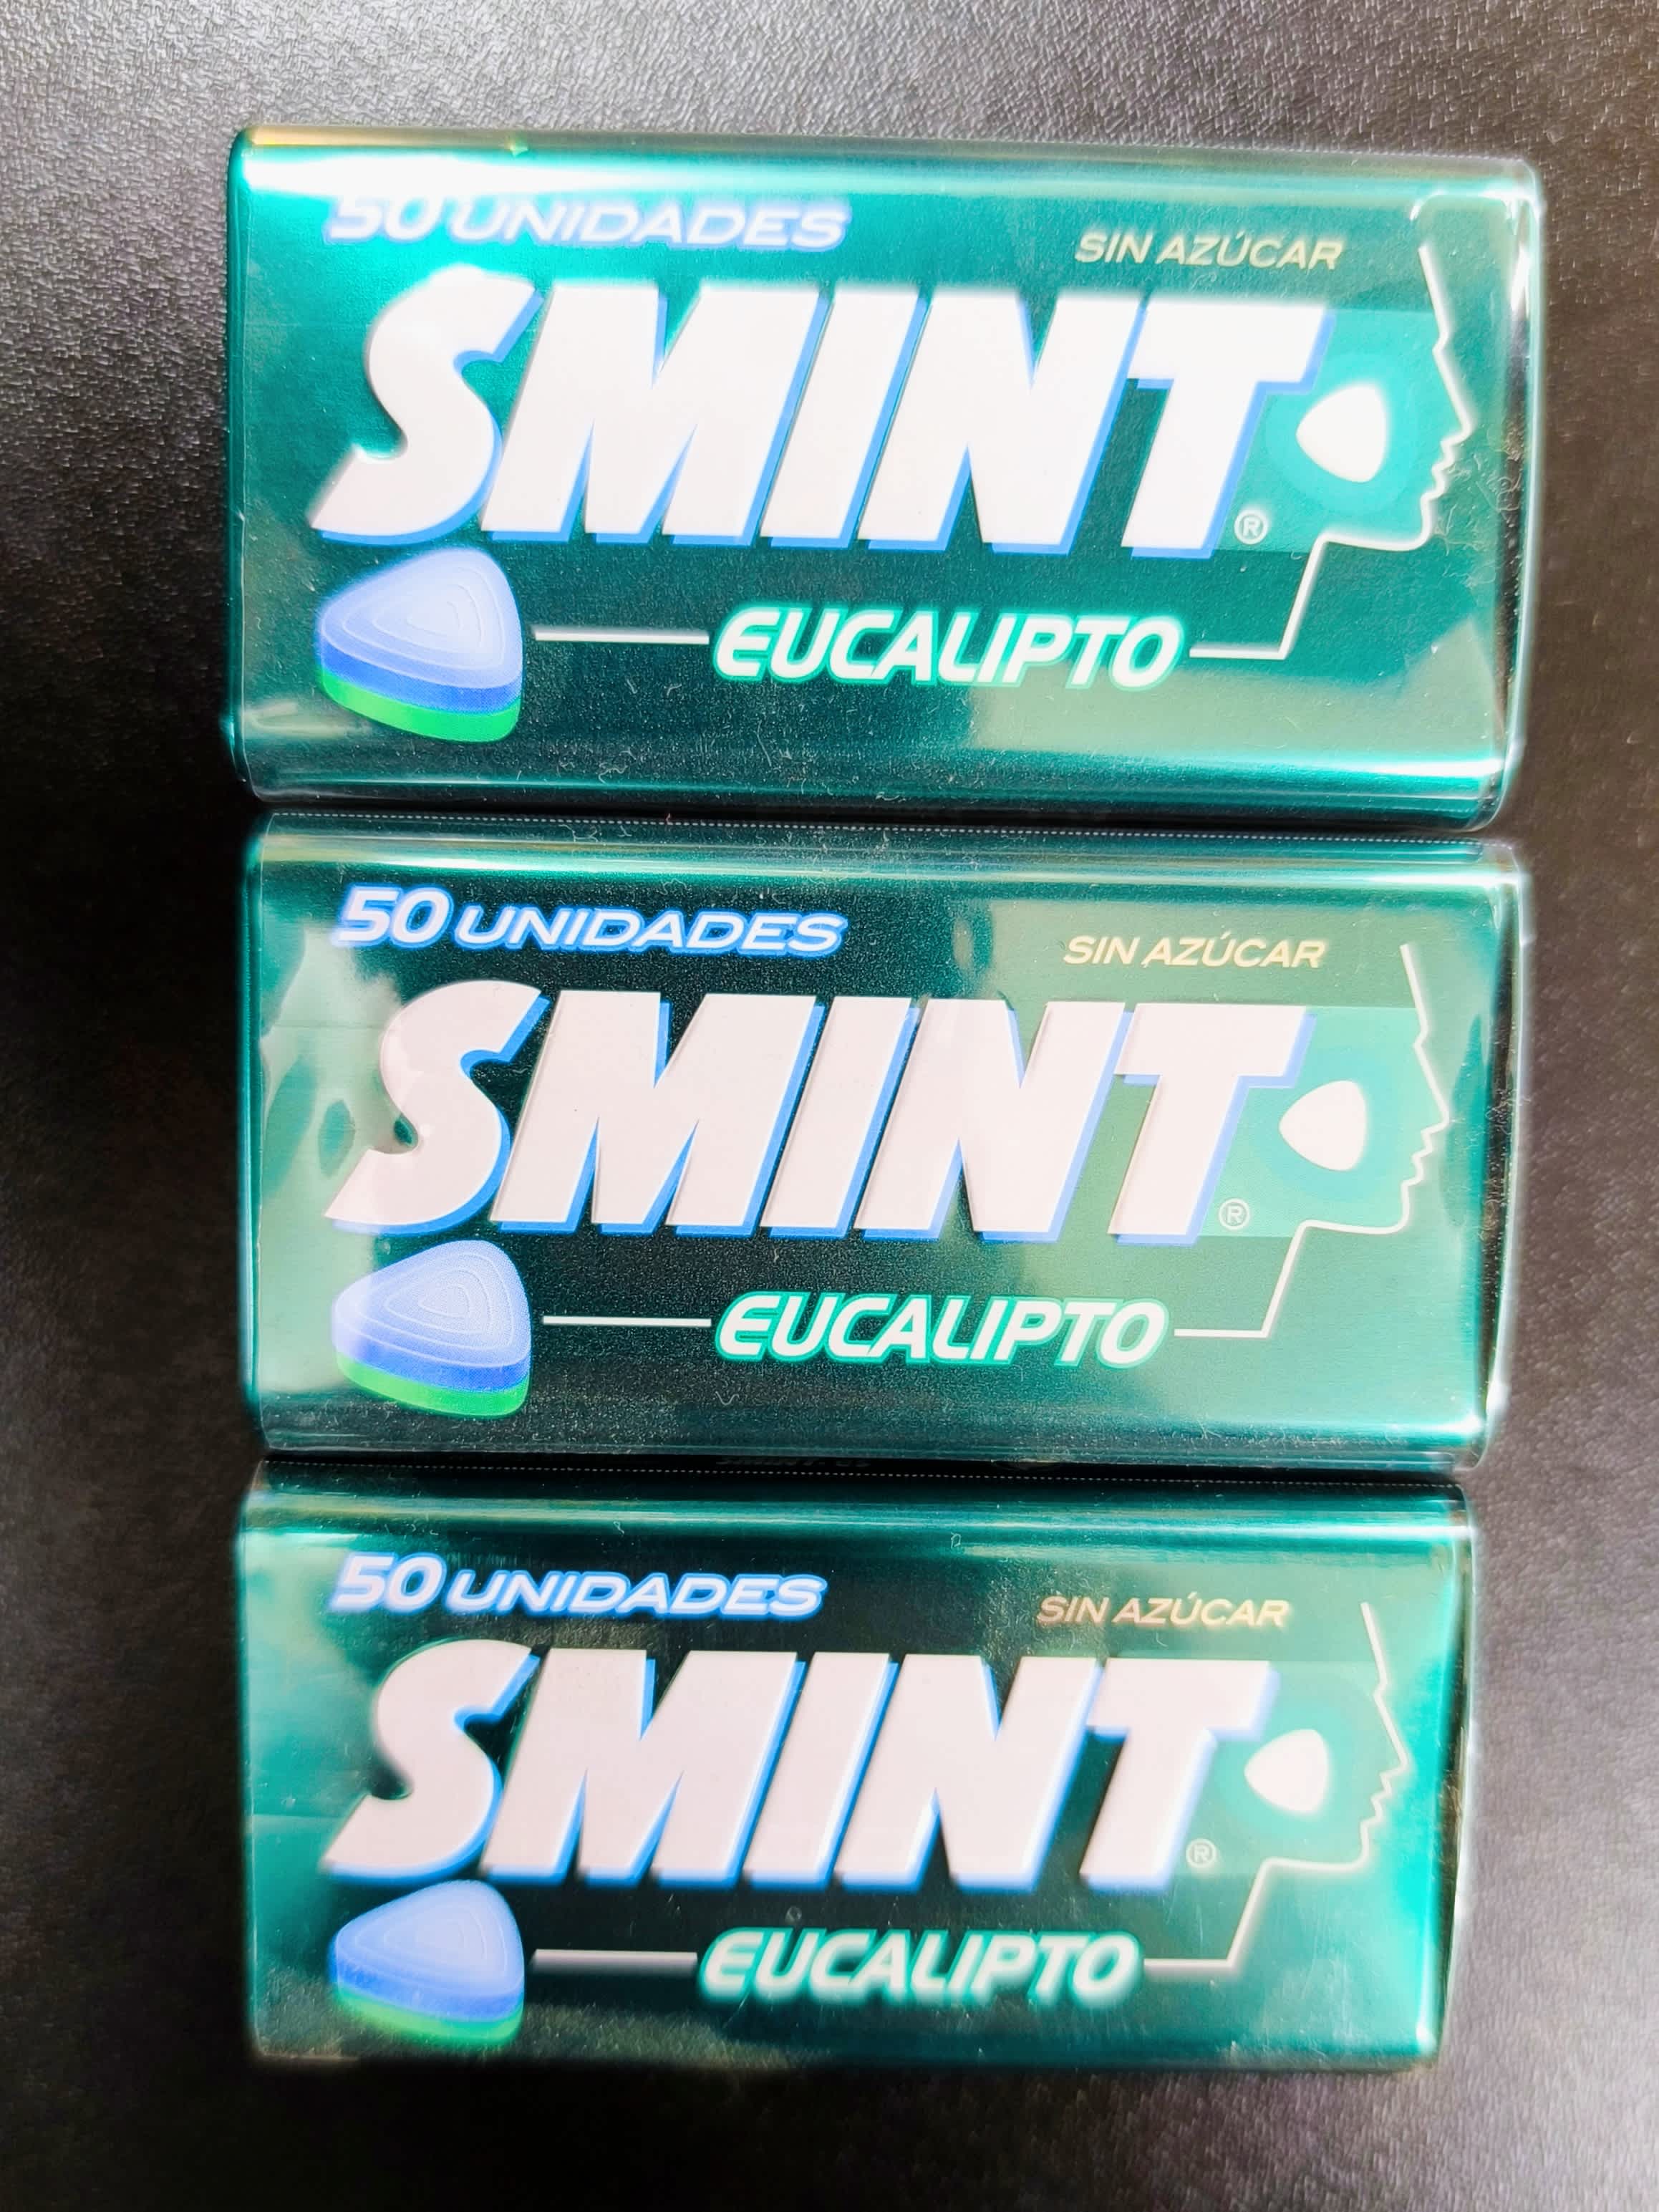 50 UNIDADES
SIN AZÚCAR
SMINT®
EUCALIPTO
50 UNIDADES
SIN AZÚCAR
SMINT®
EUCALIPTO
50 UNIDADES
SIN AZÚCAR
SMINT®
EUCALIPTO